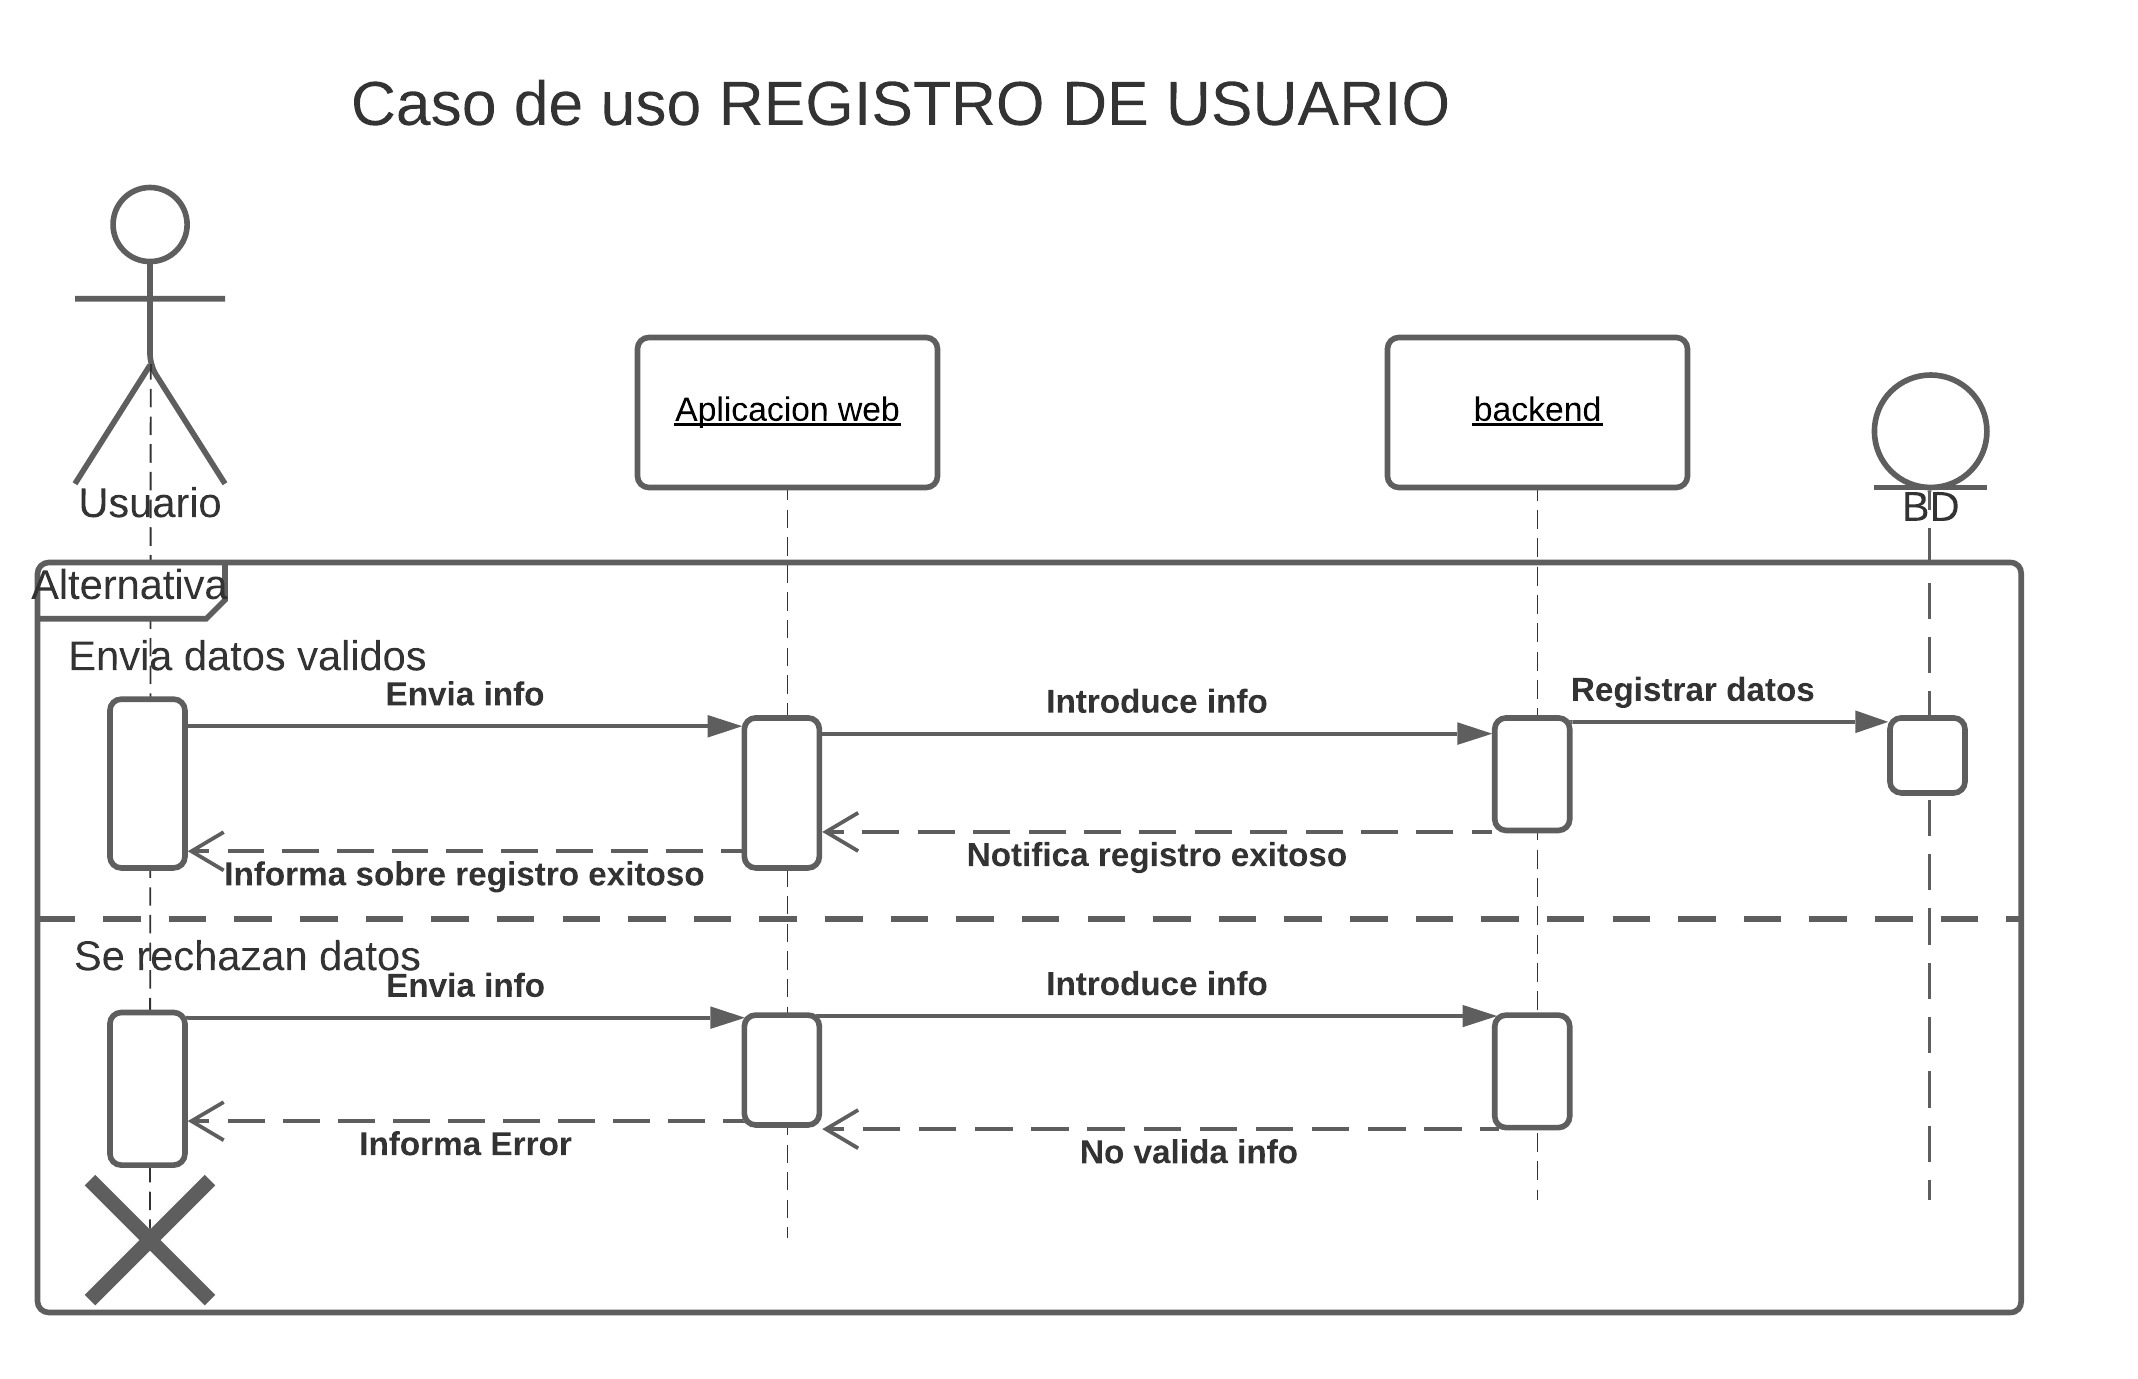 Caso de uso REGISTRO DE USUARIO
Aplicacion web
backend
Usuario
BD
Alternativa
Envia datos validos
Envia info
Introduce info
Registrar datos
Notifica registro exitoso
Informa sobre registro exitoso
Se rechazan datos
Envia info
Introduce info
Informa Error
No valida info